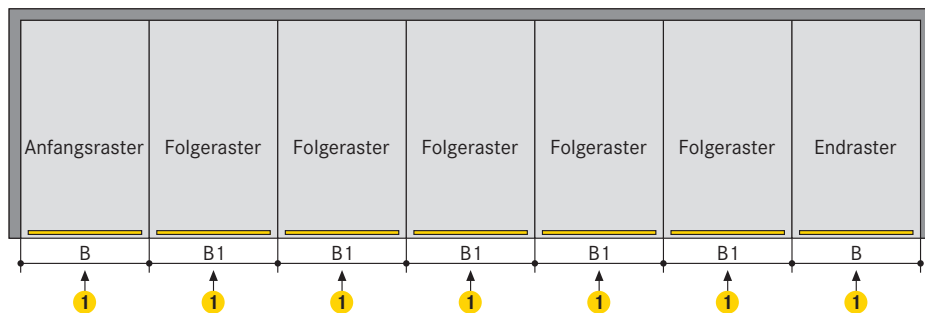 Anfangsraster Folgeraster Folgeraster Folgeraster Folgeraster Folgeraster Endraster
B B1 B1 B1 B1 B1 B
1 1 1 1 1 1 1